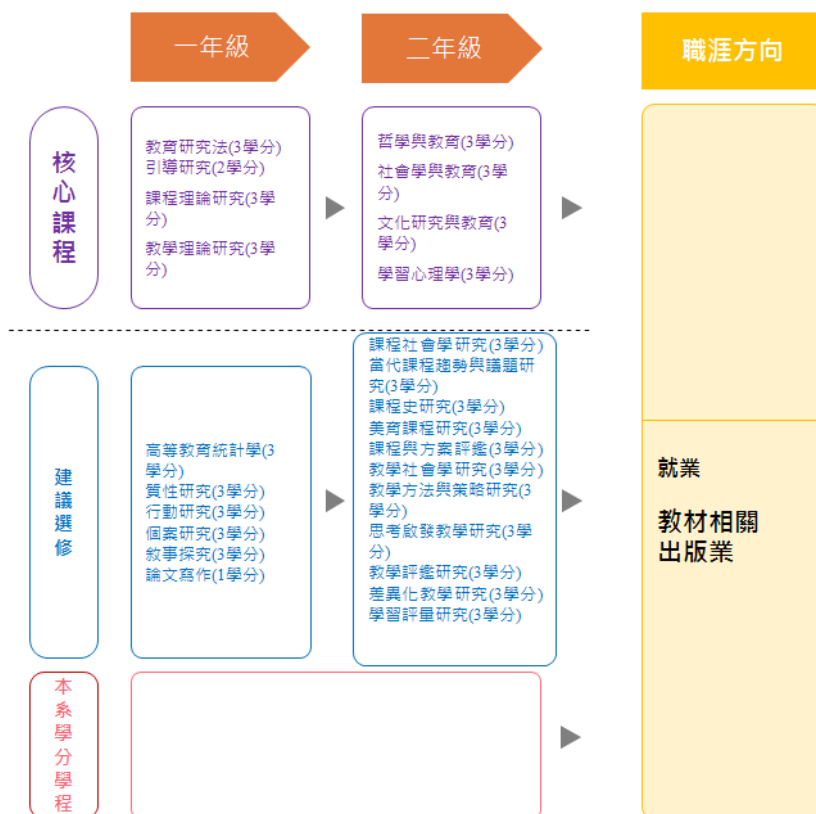 一年級
二年級
職涯方向
核
心
課
程
教育研究法(3學分)
引導研究(2學分)
課程理論研究(3學
分)
教學理論研究(3學
分)
哲學與教育(3學分)
社會學與教育(3學
分)
文化研究與教育(3
學分)
學習心理學(3學分)
建
議
選
修
高等教育統計學(3
學分)
質性研究(3學分)
行動研究(3學分)
個案研究(3學分)
敘事探究(3學分)
論文寫作(1學分)
課程社會學研究(3學分)
當代課程趨勢與議題研
究(3學分)
課程史研究(3學分)
美育課程研究(3學分)
課程與方案評鑑(3學分)
教學社會學研究(3學分)
教學方法與策略研究(3
學分)
思考啟發教學研究(3學
分)
教學評鑑研究(3學分)
差異化教學研究(3學分)
學習評量研究(3學分)
就業
教材相關
出版業
本
系
學
分
學
程